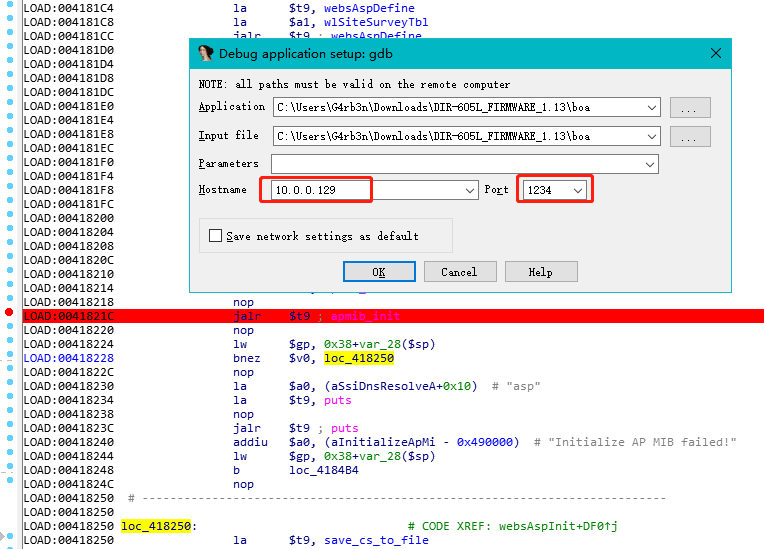 LOAD:004181C4 la $t9, websAspDefine
LOAD:004181C8 la $a1, wlSiteSurveyTbl
LOAD:004181CC jalr $t9 ; websAspDefine
LOAD:004181D0
LOAD:004181D4
LOAD:004181D8
LOAD:004181DC
LOAD:004181E0
LOAD:004181E4
LOAD:004181E8
LOAD:004181EC
LOAD:004181F0
LOAD:004181F4
LOAD:004181F8
LOAD:004181FC
LOAD:00418200
LOAD:00418204
LOAD:00418208
LOAD:0041820C
LOAD:00418210
LOAD:00418214
Debug application setup: gdb
NOTE: all paths must be valid on the remote computer
Application C:\Users\G4rb3n\Downloads\DIR-605L_FIRMWARE_1.13\boa ...
Input file C:\Users\G4rb3n\Downloads\DIR-605L_FIRMWARE_1.13\boa ...
Parameters
Hostname 10.0.0.129 Port 1234
Save network settings as default
OK Cancel Help
LOAD:00418218 nop
LOAD:0041821C jalr $t9 ; apmib_init
LOAD:00418220 nop
LOAD:00418224 lw $gp, 0x38+var_28($sp)
LOAD:00418228 bnez $v0, loc_418250
LOAD:0041822C nop
LOAD:00418230 la $a0, (aSsiDnsResolveA+0x10) # "asp"
LOAD:00418234 la $t9, puts
LOAD:00418238 nop
LOAD:0041823C jalr $t9 ; puts
LOAD:00418240 addiu $a0, (aInitializeApMi - 0x490000) # "Initialize AP MIB failed!"
LOAD:00418244 lw $gp, 0x38+var_28($sp)
LOAD:00418248 b loc_4184B4
LOAD:0041824C nop
LOAD:00418250 # ---------------------------------------------------------------------------
LOAD:00418250
LOAD:00418250 loc_418250: # CODE XREF: websAspInit+DF0↑j
LOAD:00418250 la $t9, save_cs_to_file